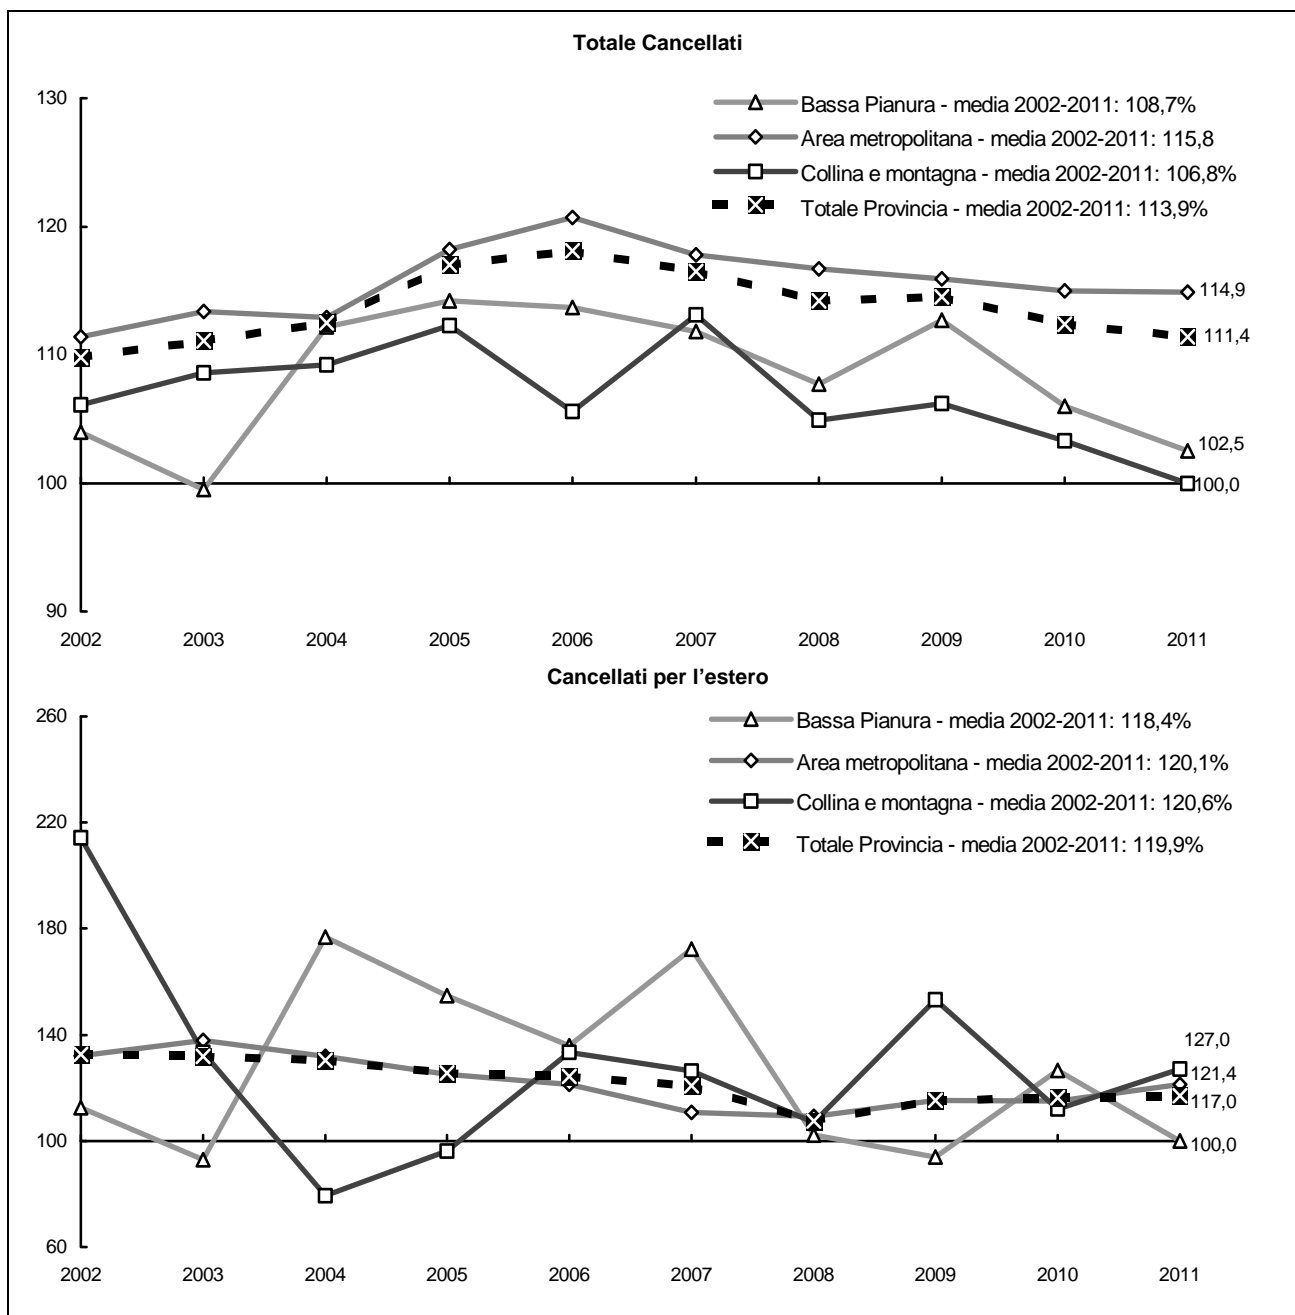 Totale Cancellati
130
Bassa Pianura - media 2002-2011: 108,7%
Area metropolitana - media 2002-2011: 115,8
Collina e montagna - media 2002-2011: 106,8%
Totale Provincia - media 2002-2011: 113,9%
120
114,9
111,4
110
102,5
100
100,0
90
2002 2003 2004 2005 2006 2007 2008 2009 2010 2011
Cancellati per l'estero
260
Bassa Pianura - media 2002-2011: 118,4%
Area metropolitana - media 2002-2011: 120,1%
Collina e montagna - media 2002-2011: 120,6%
Totale Provincia - media 2002-2011: 119,9%
220
180
140
127,0
121,4
117,0
100
100,0
60
2002 2003 2004 2005 2006 2007 2008 2009 2010 2011